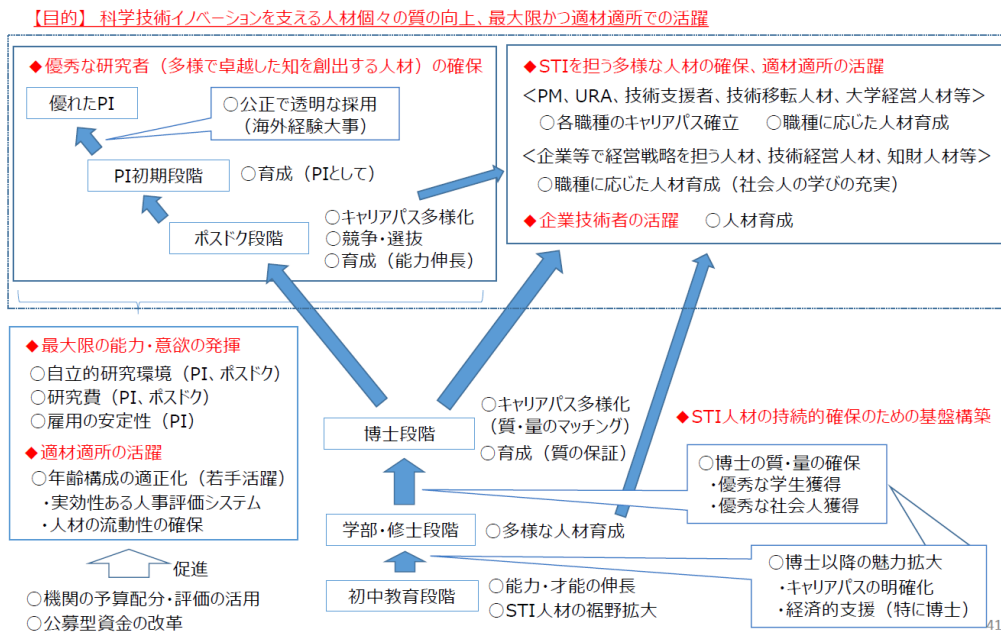 【目的】 科学技術イノベーションを支える人材個々の質の向上、最大限かつ適材適所での活躍
◆優秀な研究者（多様で卓越した知を創出する人材）の確保
優れたPI
○公正で透明な採用
（海外経験大事）
PI初期段階
○育成（PIとして）
ポスドク段階
○キャリアパス多様化
○競争・選抜
○育成（能力伸長）
◆STIを担う多様な人材の確保、適材適所の活躍
＜PM、URA、技術支援者、技術移転人材、大学経営人材等＞
○各職種のキャリアパス確立 ○職種に応じた人材育成
＜企業等で経営戦略を担う人材、技術経営人材、知財人材等＞
○職種に応じた人材育成（社会人の学びの充実）
◆企業技術者の活躍 ○人材育成
◆最大限の能力・意欲の発揮
○自立的研究環境（PI、ポスドク）
○研究費（PI、ポスドク）
○雇用の安定性（PI）
◆適材適所の活躍
○年齢構成の適正化（若手活躍）
・実効性ある人事評価システム
・人材の流動性の確保
促進
○機関の予算配分・評価の活用
○公募型資金の改革
博士段階
○キャリアパス多様化
（質・量のマッチング）
○育成（質の保証）
学部・修士段階
○多様な人材育成
初中教育段階
○能力・才能の伸長
○STI人材の裾野拡大
◆STI人材の持続的確保のための基盤構築
○博士の質・量の確保
・優秀な学生獲得
・優秀な社会人獲得
○博士以降の魅力拡大
・キャリアパスの明確化
・経済的支援（特に博士）
41